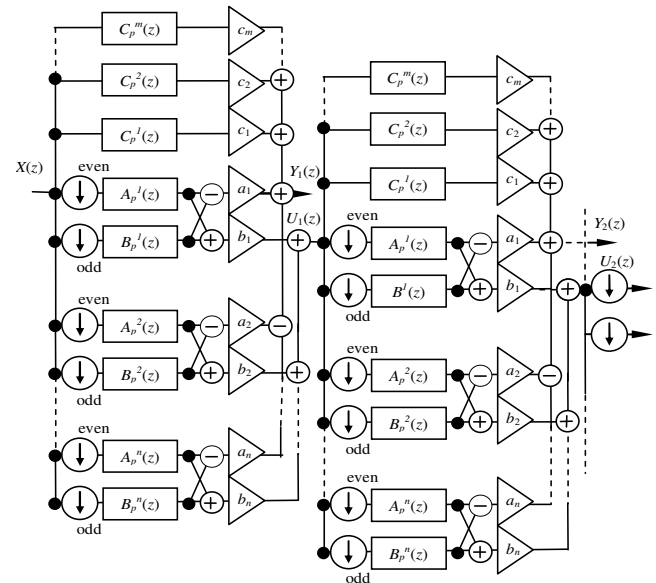 C_p^m(z) c_m
C_p^2(z) c_2
C_p^1(z) c_1
X(z) even Y_1(z)
A_p^1(z) − a_1 +
U_1(z)
B_p^1(z) + b_1 +
odd
even
A_p^2(z) − a_2 −
B_p^2(z) + b_2 +
odd
even
A_p^n(z) − a_n
B_p^n(z) + b_n
odd
C_p^m(z) c_m
C_p^2(z) c_2 +
C_p^1(z) c_1 +
even Y_2(z)
A_p^1(z) − a_1 +
U_2(z)
B^1(z) + b_1 +
odd
even
A_p^2(z) − a_2 −
B_p^2(z) + b_2 +
odd
even
A_p^n(z) − a_n
B_p^n(z) + b_n
odd